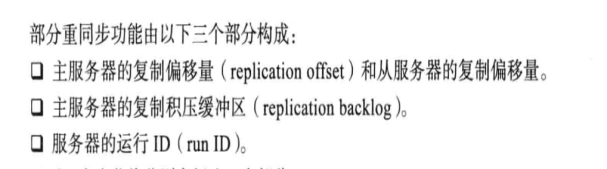 部分重同步功能由以下三个部分构成：
❑ 主服务器的复制偏移量（replication offset）和从服务器的复制偏移量。
❑ 主服务器的复制积压缓冲区（replication backlog）。
❑ 服务器的运行 ID（run ID）。